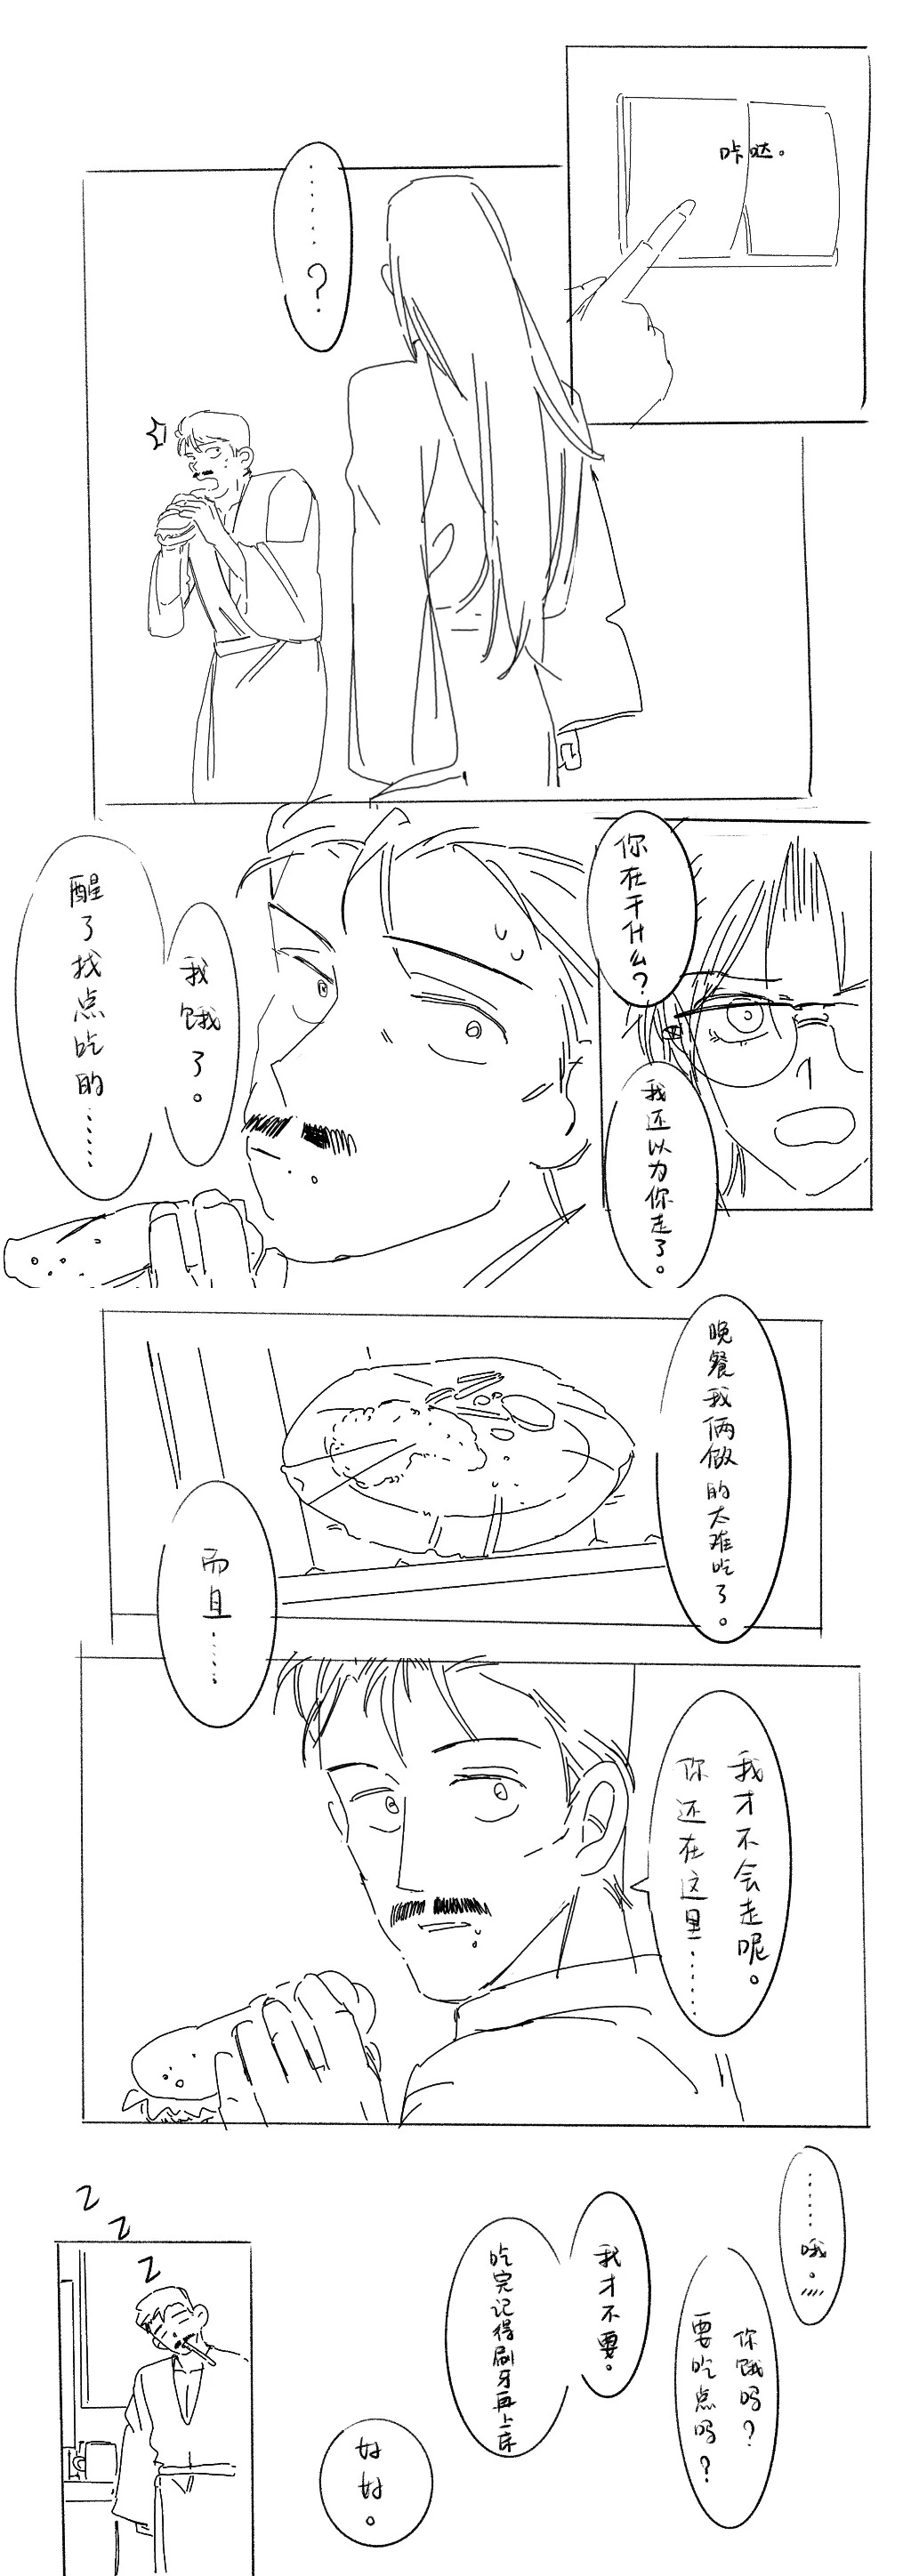 咔哒。
……？
你在干什么？
我还以为你走了。
我饿了。
醒了找点吃的……
晚餐我俩做的太难吃了。
而且……
我才不会走呢。
你还在这里……
……哦。
你饿吗？
要吃点吗？
我才不要。
吃完记得刷牙再上床
好好。
z
z
z